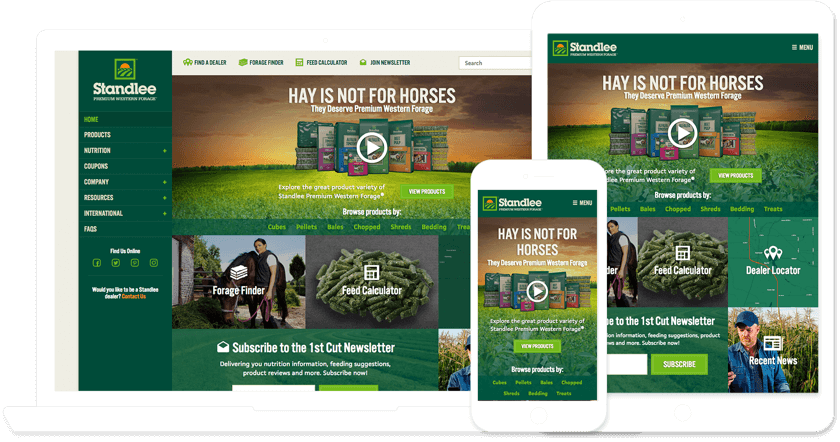 Standlee
PREMIUM WESTERN FORAGE®
HOME
PRODUCTS
NUTRITION +
COUPONS
COMPANY +
RESOURCES +
INTERNATIONAL +
FAQS
Find Us Online
Would you like to be a Standlee
dealer? Contact Us
FIND A DEALER
FORAGE FINDER
FEED CALCULATOR
JOIN NEWSLETTER
Search
HAY IS NOT FOR HORSES
They Deserve Premium Western Forage
Explore the great product variety of
Standlee Premium Western Forage®
VIEW PRODUCTS
Browse products by:
Cubes Pellets Bales Chopped Shreds Bedding Treats
Forage Finder
Feed Calculator
Subscribe to the 1st Cut Newsletter
Delivering you nutrition information, feeding suggestions,
product reviews and more. Subscribe now!
Standlee
PREMIUM WESTERN FORAGE
MENU
HAY IS NOT FOR
HORSES
They Deserve Premium Western Forage
Explore the great product variety of
Standlee Premium Western Forage®
VIEW PRODUCTS
Browse products by:
Cubes Pellets Bales Chopped
Shreds Bedding Treats
Standlee
PREMIUM WESTERN FORAGE
MENU
HAY IS NOT FOR HORSES
They Deserve Premium Western Forage
great product variety of
Premium Western Forage®
VIEW PRODUCTS
Browse products by:
Pellets Bales Chopped Shreds Bedding Treats
Feed Calculator
Dealer Locator
be to the 1st Cut Newsletter
nutrition information, feeding suggestions, product
reviews and more. Subscribe now!
SUBSCRIBE
Recent News